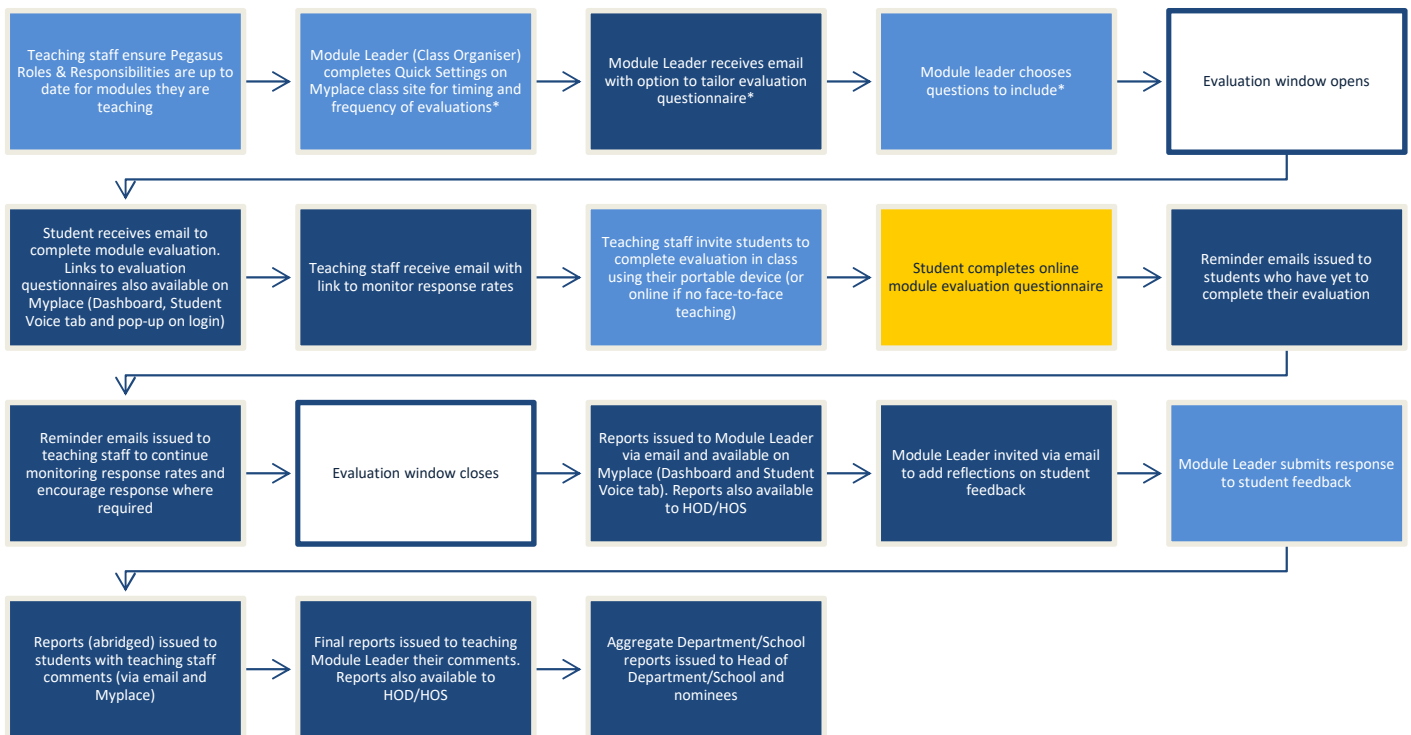 Teaching staff ensure Pegasus
Roles & Responsibilities are up to
date for modules they are
teaching
Module Leader (Class Organiser)
completes Quick Settings on
Myplace class site for timing and
frequency of evaluations*
Module Leader receives email
with option to tailor evaluation
questionnaire*
Module leader chooses
questions to include*
Evaluation window opens
Student receives email to
complete module evaluation.
Links to evaluation
questionnaires also available on
Myplace (Dashboard, Student
Voice tab and pop-up on login)
Teaching staff receive email with
link to monitor response rates
Teaching staff invite students to
complete evaluation in class
using their portable device (or
online if no face-to-face
teaching)
Student completes online
module evaluation questionnaire
Reminder emails issued to
students who have yet to
complete their evaluation
Reminder emails issued to
teaching staff to continue
monitoring response rates and
encourage response where
required
Evaluation window closes
Reports issued to Module Leader
via email and available on
Myplace (Dashboard and Student
Voice tab). Reports also available
to HOD/HOS
Module Leader invited via email
to add reflections on student
feedback
Module Leader submits response
to student feedback
Reports (abridged) issued to
students with teaching staff
comments (via email and
Myplace)
Final reports issued to teaching
Module Leader their comments.
Reports also available to
HOD/HOS
Aggregate Department/School
reports issued to Head of
Department/School and
nominees